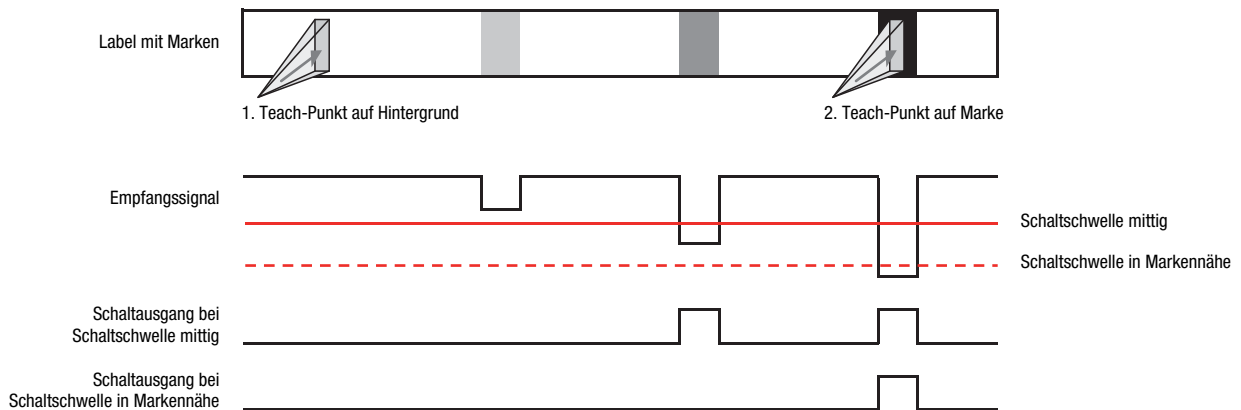 Label mit Marken
1. Teach-Punkt auf Hintergrund
2. Teach-Punkt auf Marke
Empfangssignal
Schaltschwelle mittig
Schaltschwelle in Markennähe
Schaltausgang bei
Schaltschwelle mittig
Schaltausgang bei
Schaltschwelle in Markennähe